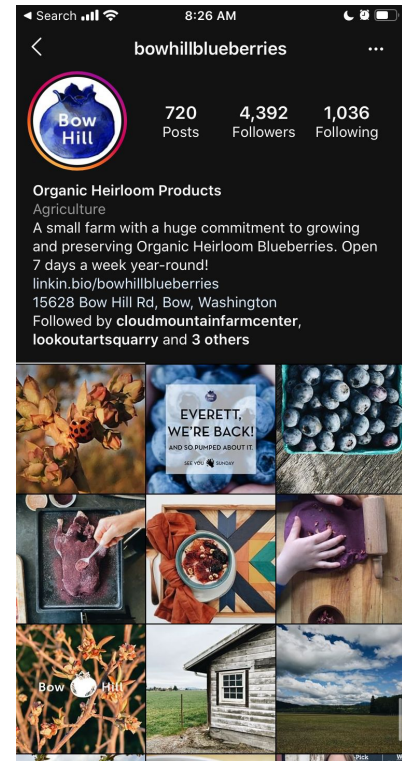 Search
8:26 AM
bowhillblueberries
Bow
Hill
720
Posts
4,392
Followers
1,036
Following
Organic Heirloom Products
Agriculture
A small farm with a huge commitment to growing
and preserving Organic Heirloom Blueberries. Open
7 days a week year-round!
linkin.bio/bowhillblueberries
15628 Bow Hill Rd, Bow, Washington
Followed by cloudmountainfarmcenter,
lookoutartsquarry and 3 others
EVERETT,
WE'RE BACK!
AND SO PUMPED ABOUT IT.
SEE YOU SUNDAY
Bow Hill
Pick